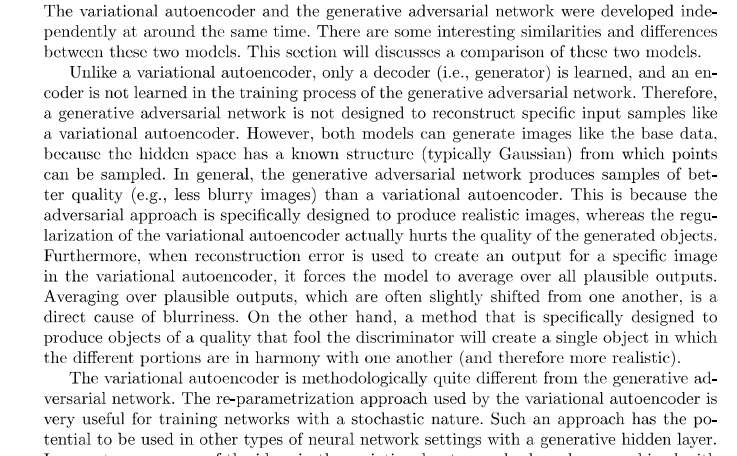 The variational autoencoder and the generative adversarial network were developed inde-
pendently at around the same time. There are some interesting similarities and differences
between these two models. This section will discusses a comparison of these two models.
Unlike a variational autoencoder, only a decoder (i.e., generator) is learned, and an en-
coder is not learned in the training process of the generative adversarial network. Therefore,
a generative adversarial network is not designed to reconstruct specific input samples like
a variational autoencoder. However, both models can generate images like the base data,
because the hidden space has a known structure (typically Gaussian) from which points
can be sampled. In general, the generative adversarial network produces samples of bet-
ter quality (e.g., less blurry images) than a variational autoencoder. This is because the
adversarial approach is specifically designed to produce realistic images, whereas the regu-
larization of the variational autoencoder actually hurts the quality of the generated objects.
Furthermore, when reconstruction error is used to create an output for a specific image
in the variational autoencoder, it forces the model to average over all plausible outputs.
Averaging over plausible outputs, which are often slightly shifted from one another, is a
direct cause of blurriness. On the other hand, a method that is specifically designed to
produce objects of a quality that fool the discriminator will create a single object in which
the different portions are in harmony with one another (and therefore more realistic).
The variational autoencoder is methodologically quite different from the generative ad-
versarial network. The re-parametrization approach used by the variational autoencoder is
very useful for training networks with a stochastic nature. Such an approach has the po-
tential to be used in other types of neural network settings with a generative hidden layer.